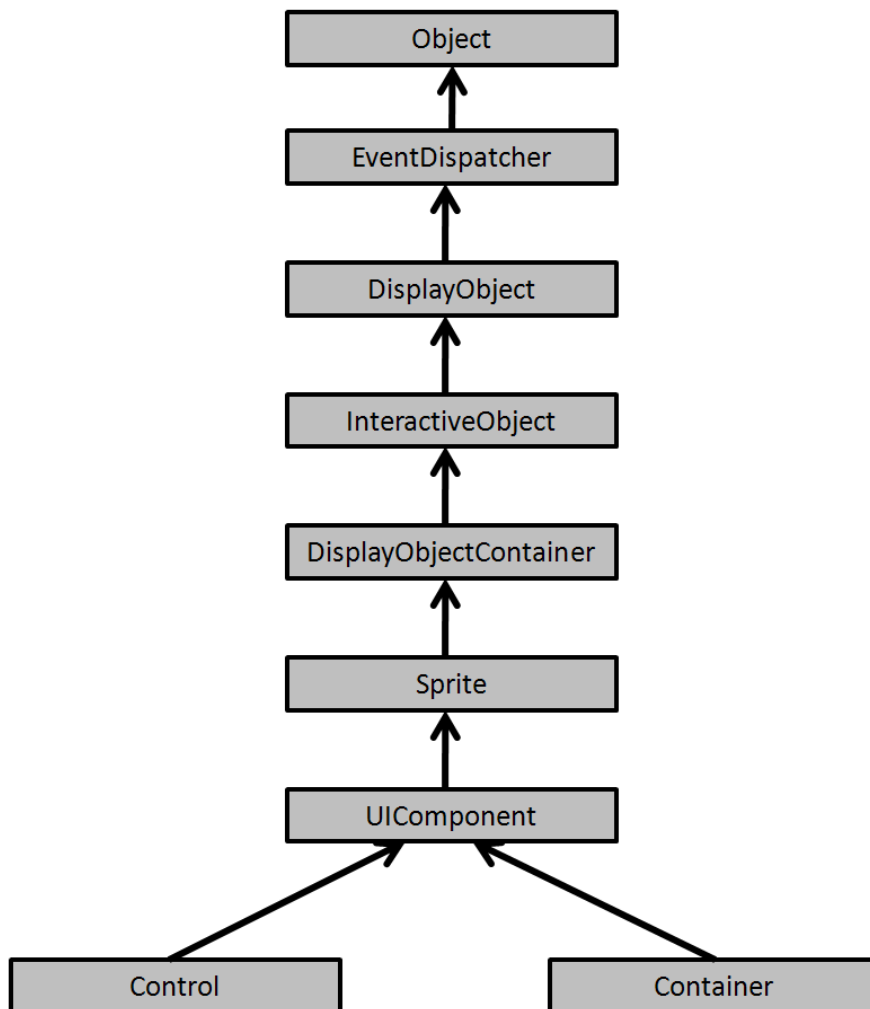 Object
EventDispatcher
DisplayObject
InteractiveObject
DisplayObjectContainer
Sprite
UIComponent
Control
Container